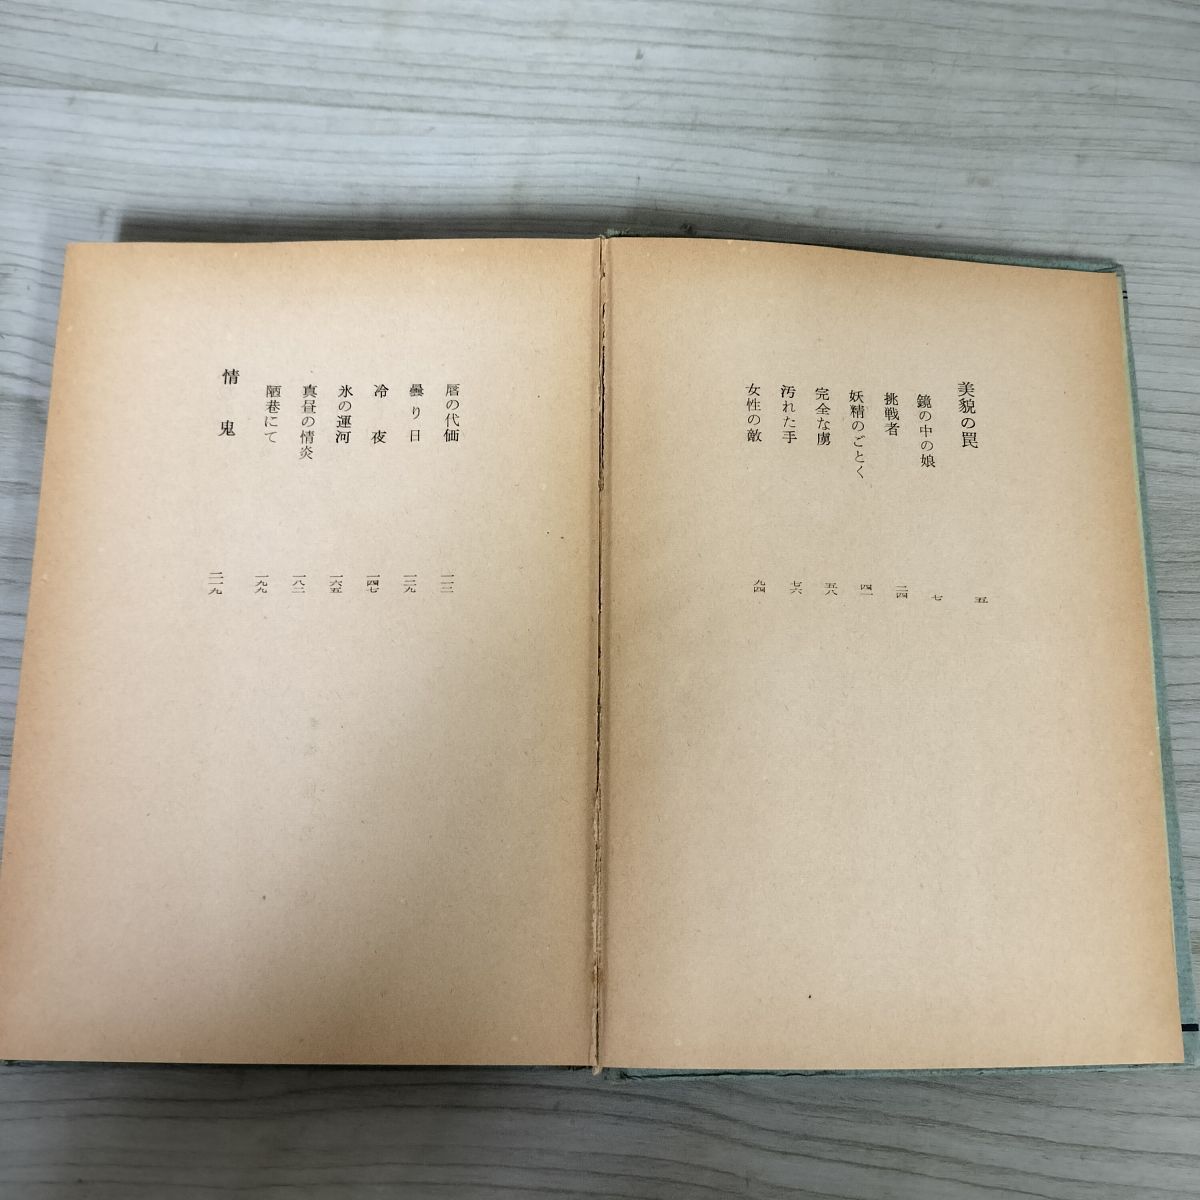 美貌の罠 五
鏡の中の娘 七
挑戦者 二四
妖精のごとく 四一
完全な虜 五八
汚れた手 七六
女性の敵 九四
暦の代価 一一二
曇り日 一二九
冷夜 一四七
氷の運河 一六五
真昼の情炎 一八二
陋巷にて 一九九
情鬼 二一九